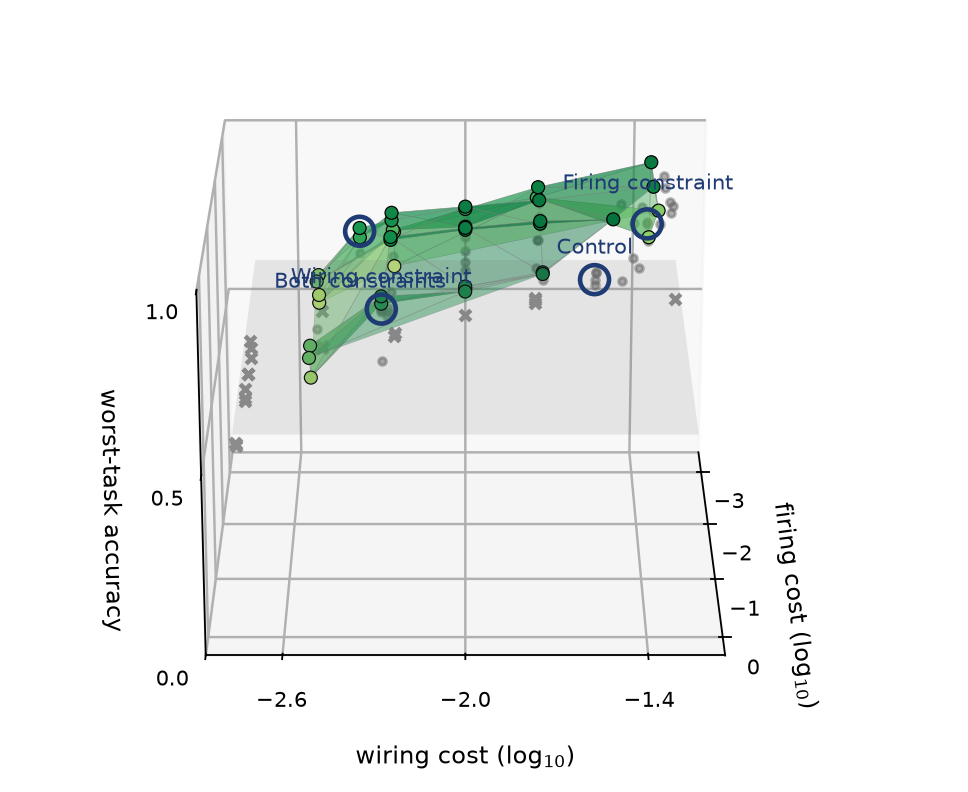 Firing constraint
Control
Wiring constraint
Both constraints
1.0
0.5
0.0
worst-task accuracy
−3
−2
−1
0
firing cost (log₁₀)
−2.6
−2.0
−1.4
wiring cost (log₁₀)